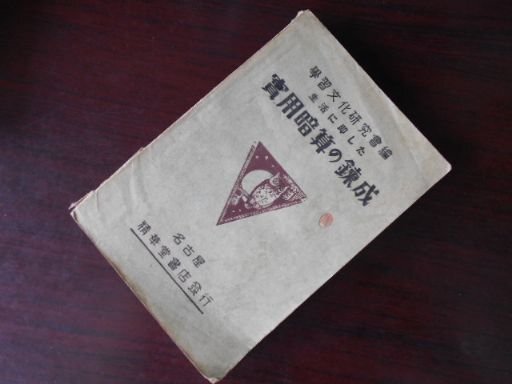 學習文化研究會編
生活に即した
實用暗算の錬成
名古屋
精華堂書店發行